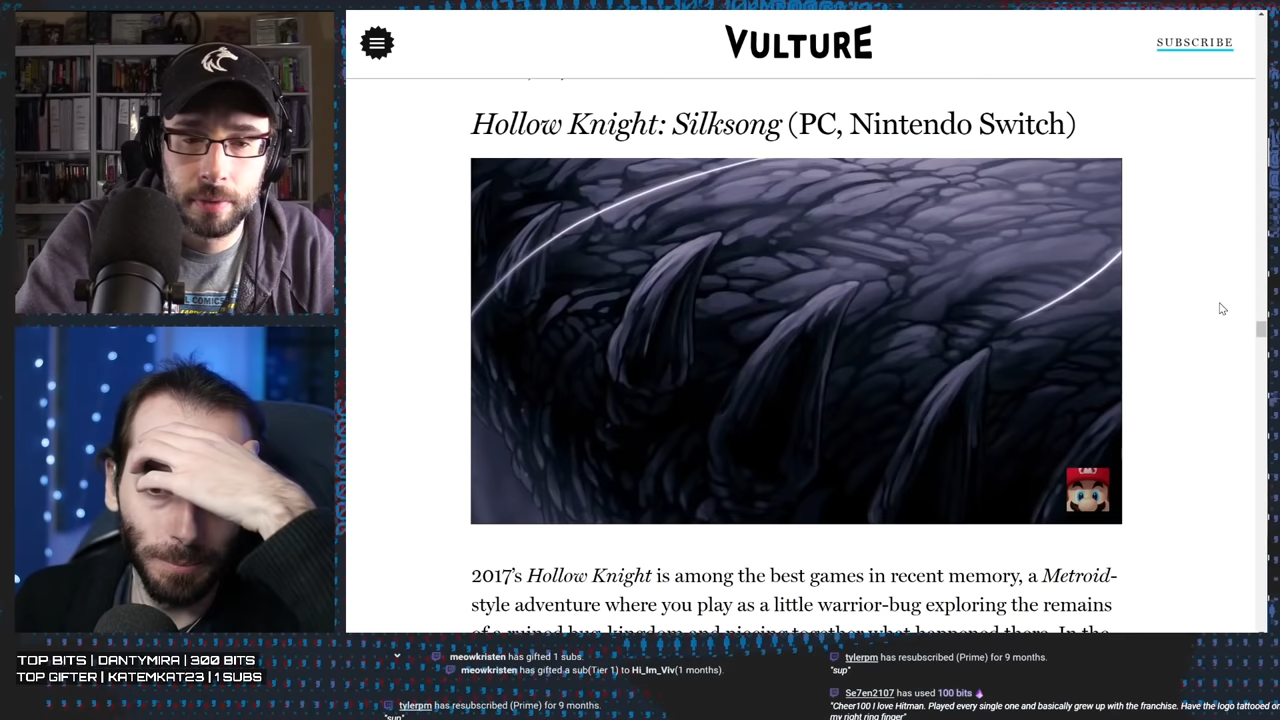 VULTURE
SUBSCRIBE
Hollow Knight: Silksong (PC, Nintendo Switch)
2017's Hollow Knight is among the best games in recent memory, a Metroid-
style adventure where you play as a little warrior-bug exploring the remains
TOP BITS | DANTYMIRA | 300 BITS
TOP GIFTER | KATEMKAT23 | 1 SUBS
meowkristen has gifted 1 subs.
meowkristen has gifted a sub(Tier 1) to Hi_Im_Viv(1 months).
tylerpm has resubscribed (Prime) for 9 months.
"sup"
tylerpm has resubscribed (Prime) for 9 months.
"sup"
Se7en2107 has used 100 bits
"Cheer100 I love Hitman. Played every single one and basically grew up with the franchise. Have the logo tattooed on
my right ring finger"